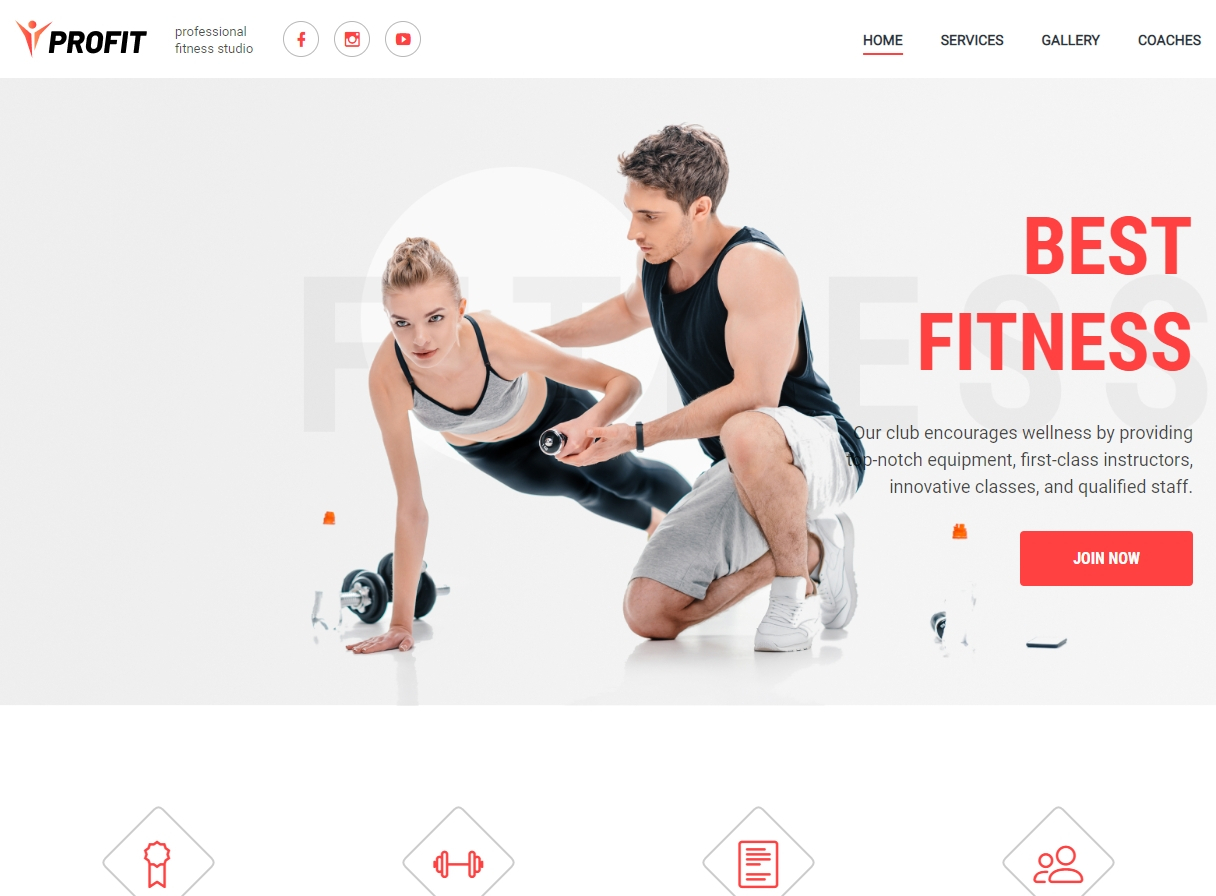 PROFIT
professional
fitness studio
HOME
SERVICES
GALLERY
COACHES
FITNESS
BEST
FITNESS
Our club encourages wellness by providing
top-notch equipment, first-class instructors,
innovative classes, and qualified staff.
JOIN NOW